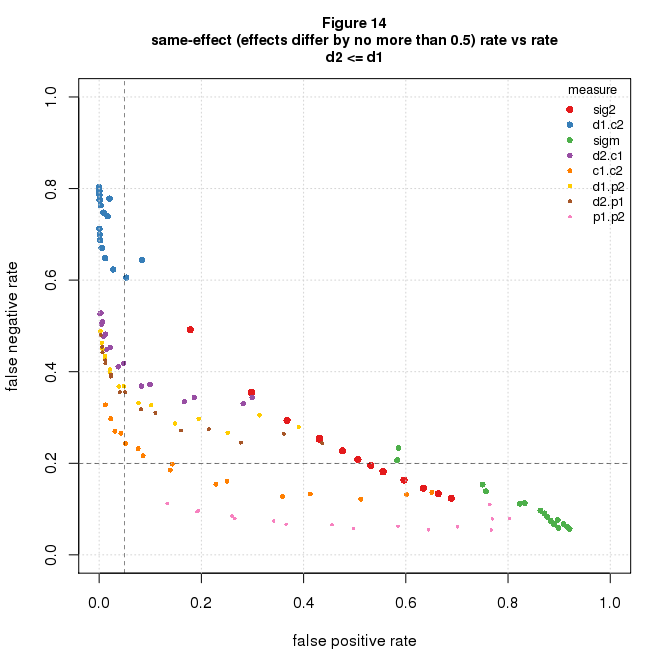 Figure 14
same-effect (effects differ by no more than 0.5) rate vs rate
d2 <= d1
measure
sig2
d1.c2
sigm
d2.c1
c1.c2
d1.p2
d2.p1
p1.p2
false negative rate
1.0
0.8
0.6
0.4
0.2
0.0
0.0 0.2 0.4 0.6 0.8 1.0
false positive rate